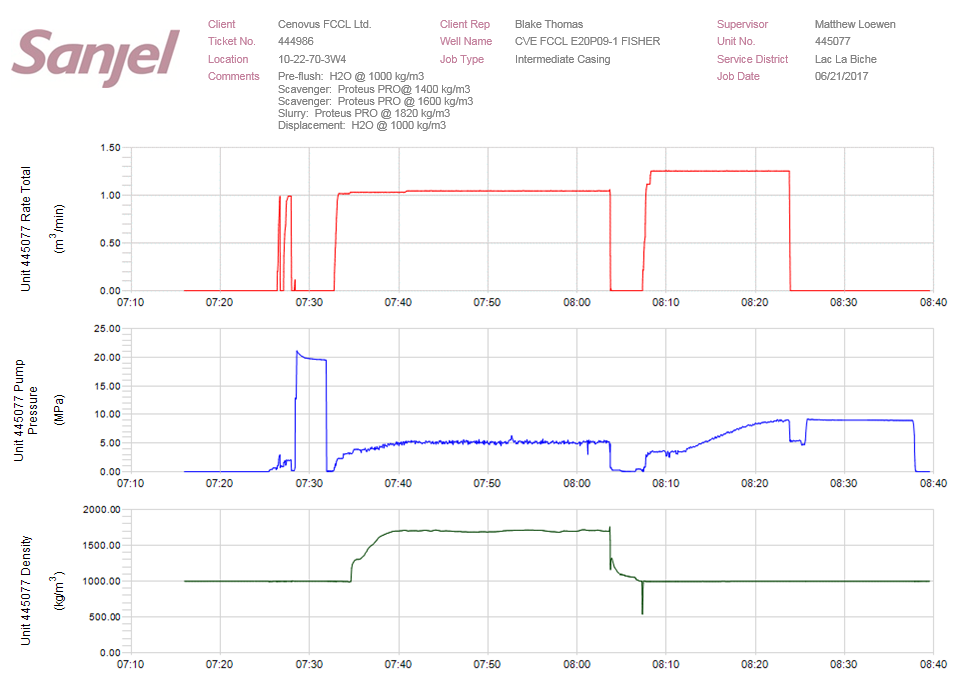 Sanjel
Client Cenovus FCCL Ltd. Client Rep Blake Thomas Supervisor Matthew Loewen
Ticket No. 444986 Well Name CVE FCCL E20P09-1 FISHER Unit No. 445077
Location 10-22-70-3W4 Job Type Intermediate Casing Service District Lac La Biche
Comments Pre-flush: H2O @ 1000 kg/m3 Job Date 06/21/2017
Scavenger: Proteus PRO@ 1400 kg/m3
Scavenger: Proteus PRO @ 1600 kg/m3
Slurry: Proteus PRO @ 1820 kg/m3
Displacement: H2O @ 1000 kg/m3
Unit 445077 Rate Total
(m3/min)
1.50
1.00
0.50
0.00
07:10 07:20 07:30 07:40 07:50 08:00 08:10 08:20 08:30 08:40
Unit 445077 Pump
Pressure
(MPa)
25.00
20.00
15.00
10.00
5.00
0.00
07:10 07:20 07:30 07:40 07:50 08:00 08:10 08:20 08:30 08:40
Unit 445077 Density
(kg/m3)
2000.00
1500.00
1000.00
500.00
0.00
07:10 07:20 07:30 07:40 07:50 08:00 08:10 08:20 08:30 08:40